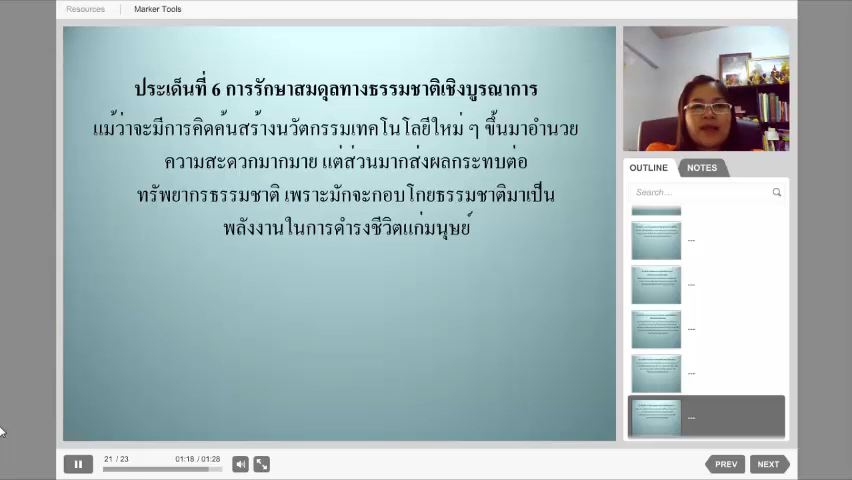 Resources
Marker Tools
ประเด็นที่ 6 การรักษาสมดุลทางธรรมชาติเชิงบูรณาการ
แม้ว่าจะมีการคิดค้นสร้างนวัตกรรมเทคโนโลยีใหม่ ๆ ขึ้นมาอำนวย
ความสะดวกมากมาย แต่ส่วนมากส่งผลกระทบต่อ
ทรัพยากรธรรมชาติ เพราะมักจะกอบโกยธรรมชาติมาเป็น
พลังงานในการดำรงชีวิตแก่มนุษย์
OUTLINE
NOTES
Search...
...
...
...
...
...
21 / 23
01:18 / 01:28
PREV
NEXT